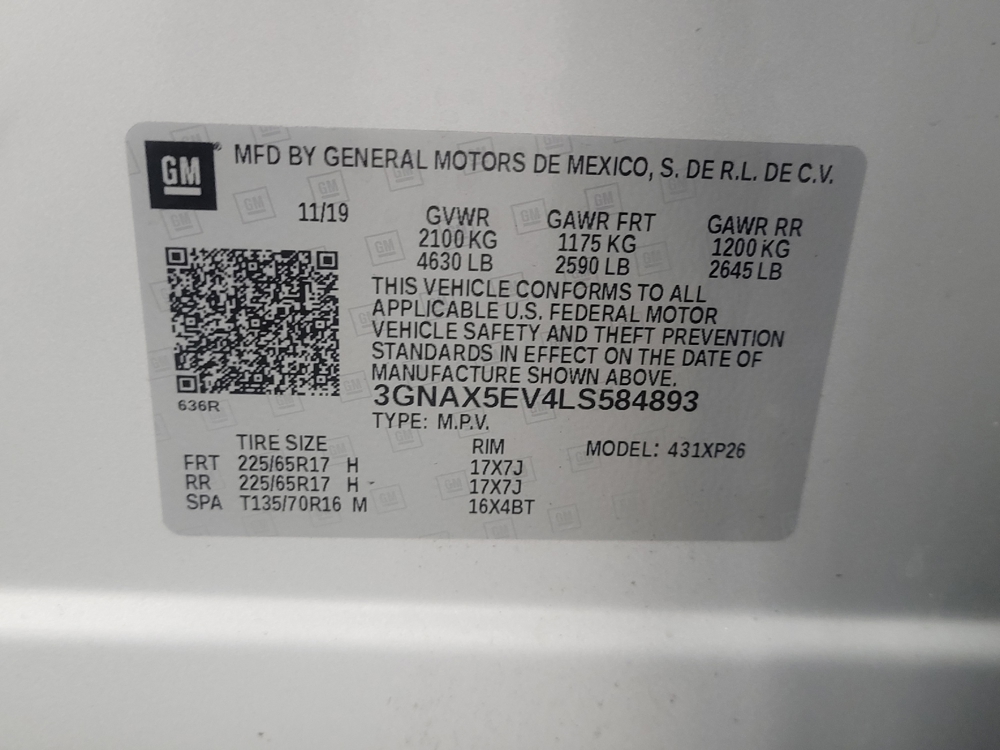 GM
MFD BY GENERAL MOTORS DE MEXICO, S. DE R.L. DE C.V.
11/19 GVWR GAWR FRT GAWR RR
2100 KG 1175 KG 1200 KG
4630 LB 2590 LB 2645 LB
THIS VEHICLE CONFORMS TO ALL
APPLICABLE U.S. FEDERAL MOTOR
VEHICLE SAFETY AND THEFT PREVENTION
STANDARDS IN EFFECT ON THE DATE OF
MANUFACTURE SHOWN ABOVE.
636R
3GNAX5EV4LS584893
TYPE: M.P.V.
TIRE SIZE RIM MODEL: 431XP26
FRT 225/65R17 H 17X7J
RR 225/65R17 H - 17X7J
SPA T135/70R16 M 16X4BT